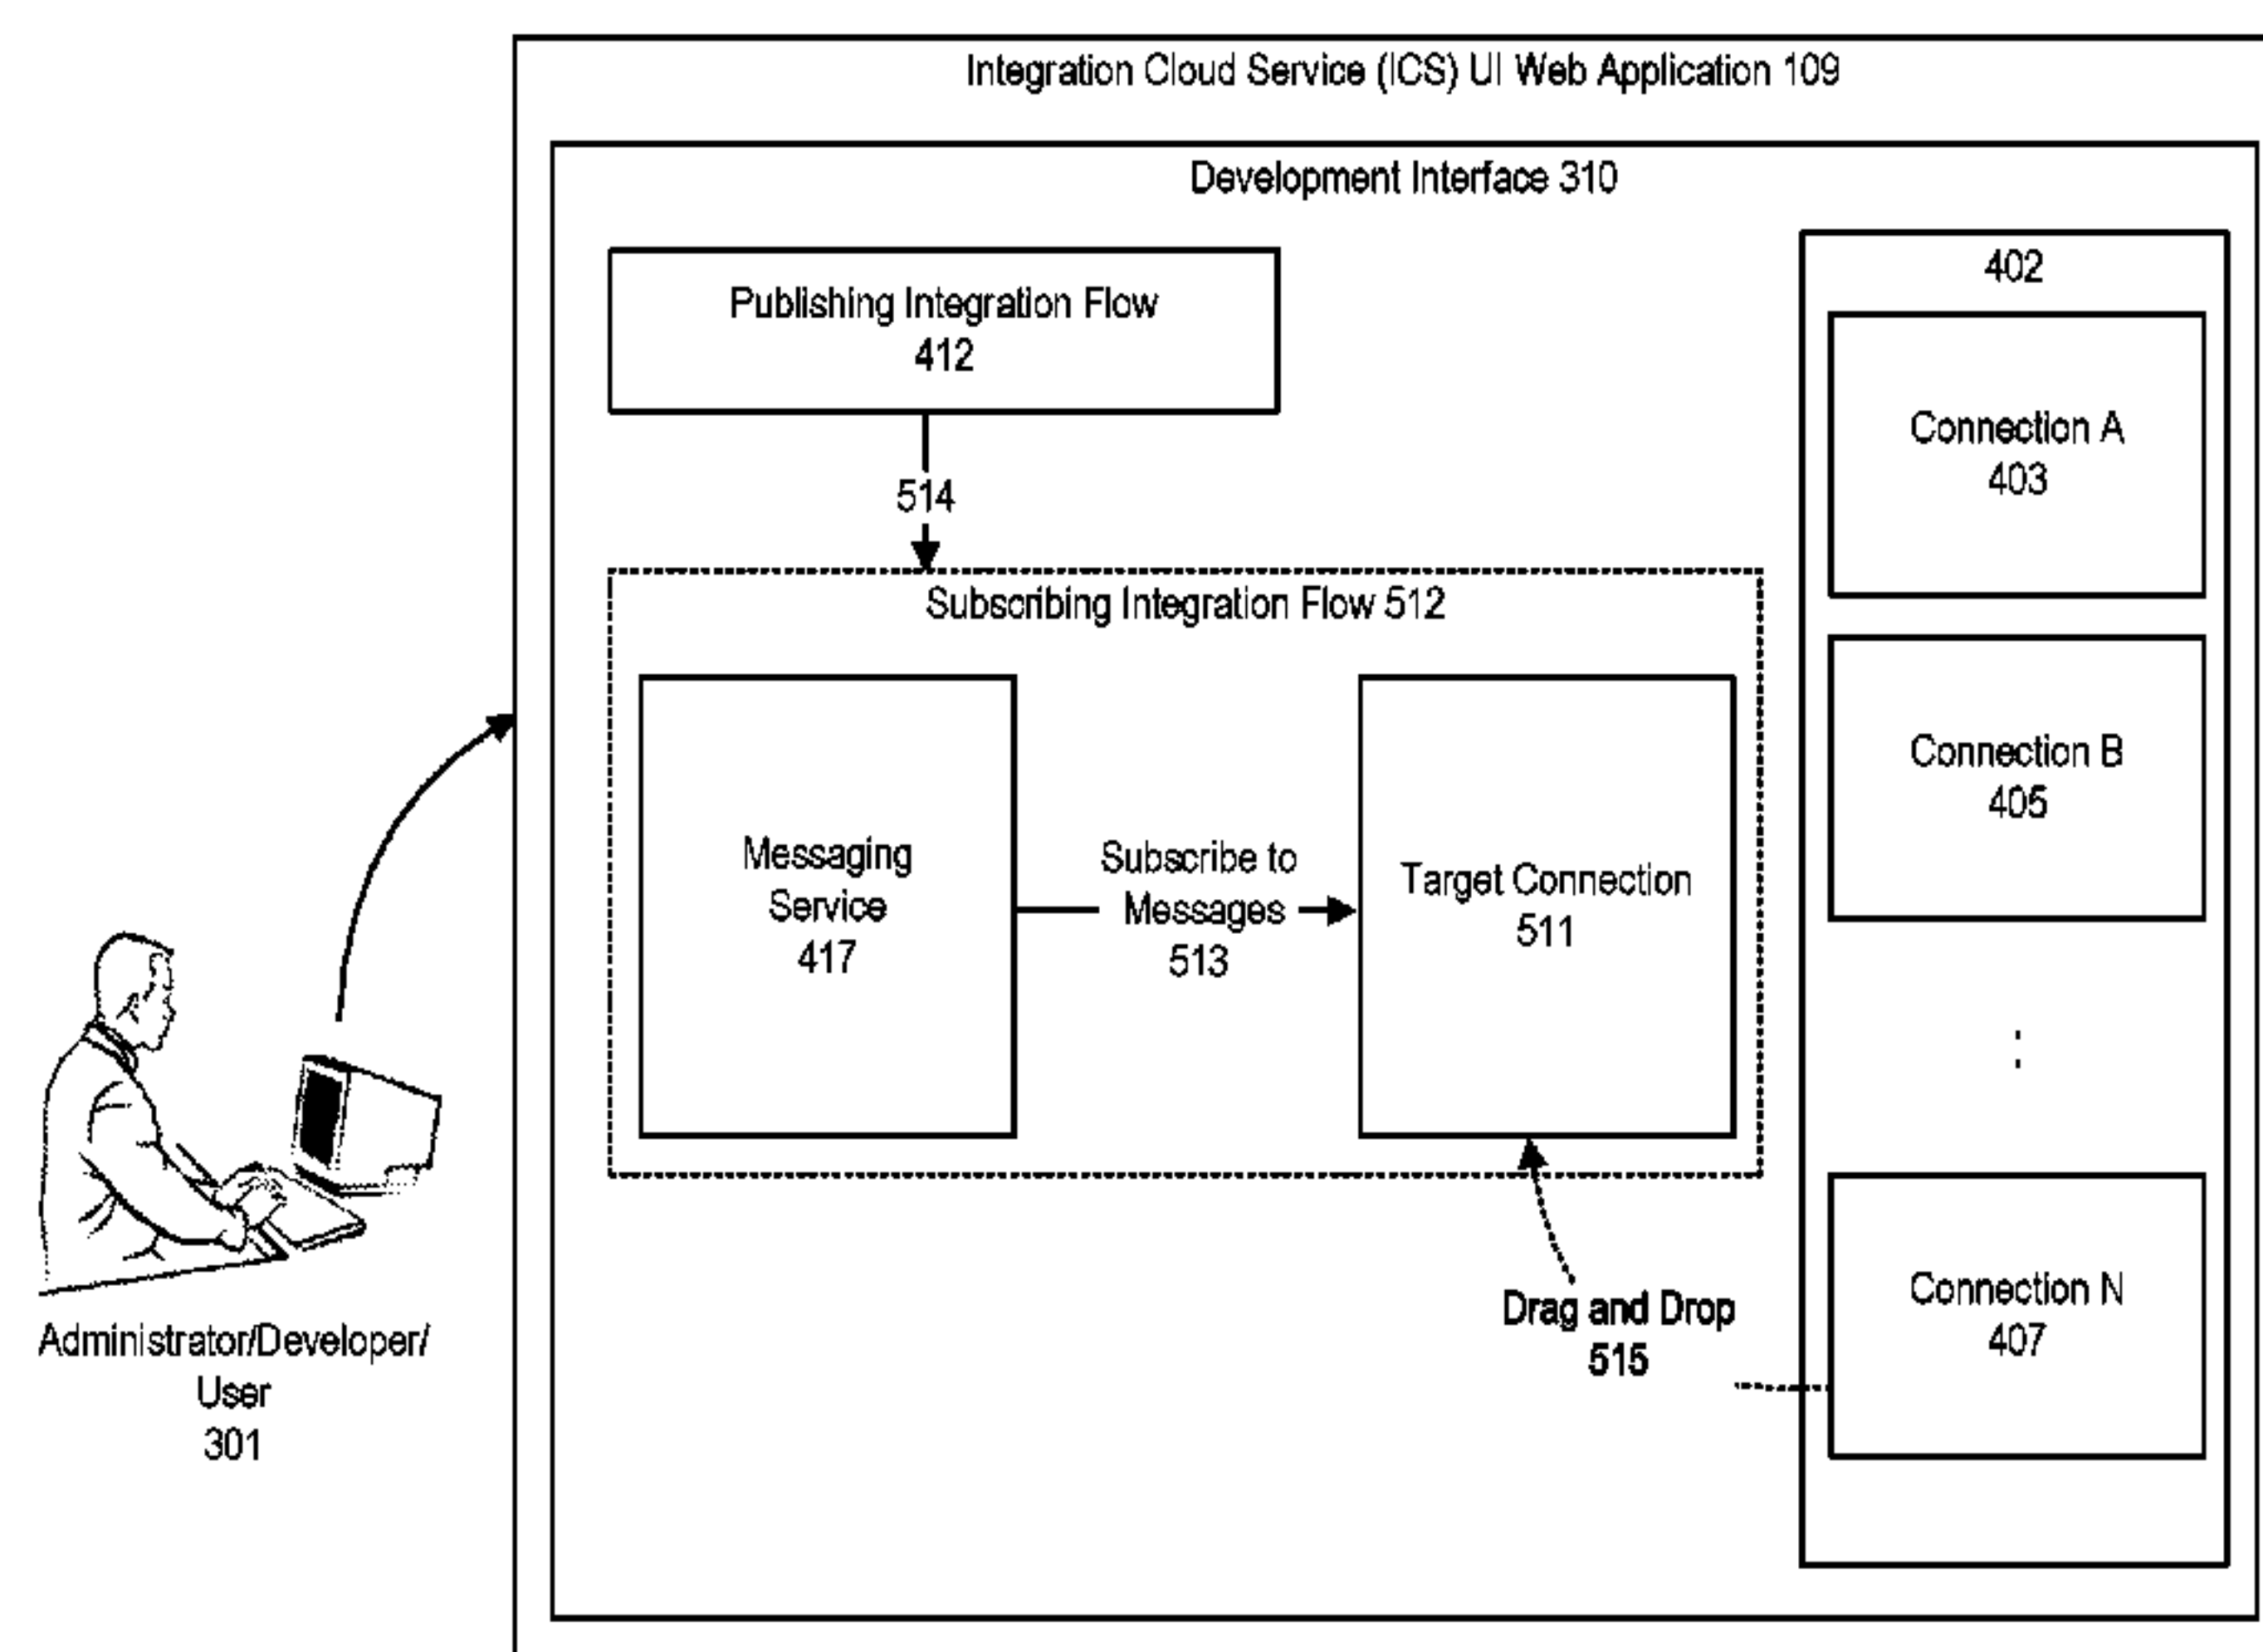 Integration Cloud Service (ICS) UI Web Application 109
Development Interface 310
Publishing Integration Flow
412
514
Subscribing Integration Flow 512
Messaging
Service
417
Subscribe to
Messages
513
Target Connection
511
Drag and Drop
515
402
Connection A
403
Connection B
405
Connection N
407
Administrator/Developer/
User
301